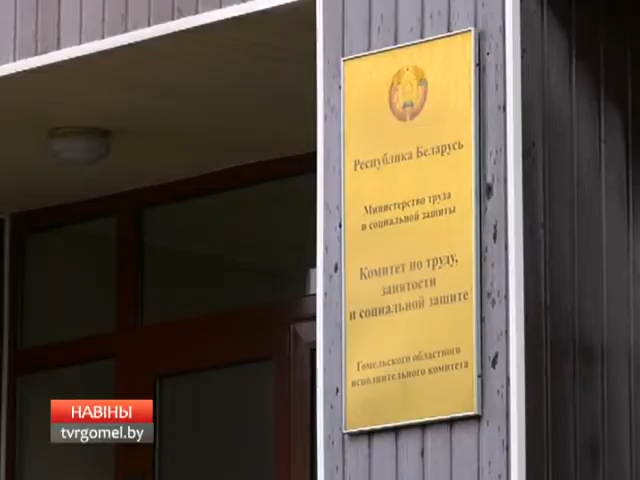 Республика Беларусь
Министерство труда
и социальной защиты
Комитет по труду,
занятости
и социальной защите
Гомельского областного
исполнительного комитета
НАВІНЫ
tvrgomel.by